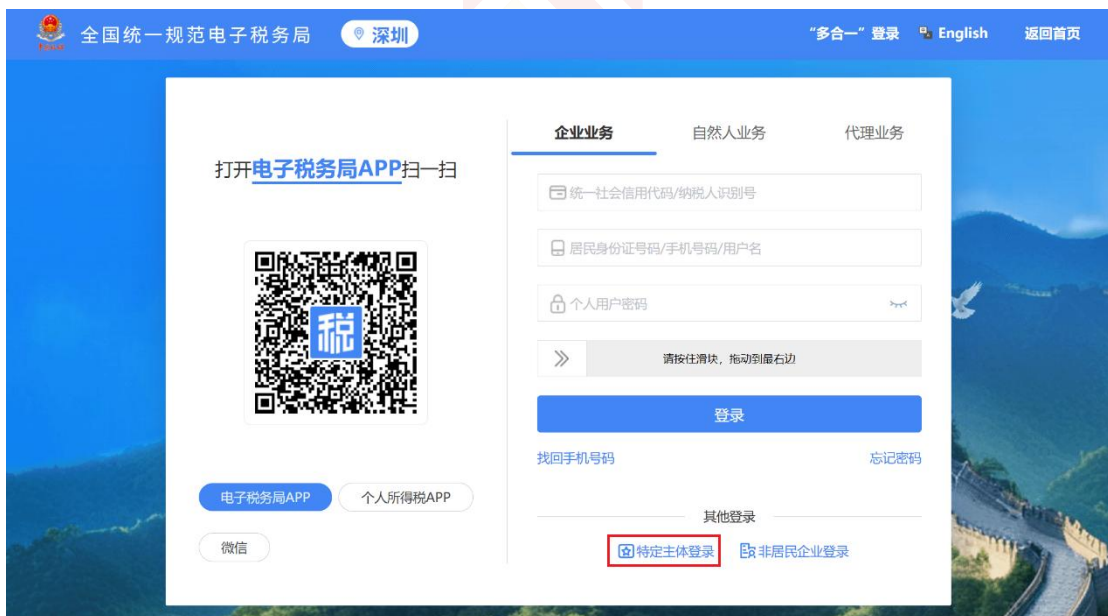 全国统一规范电子税务局 深圳 “多合一”登录 English 返回首页
打开电子税务局APP扫一扫
税
电子税务局APP 个人所得税APP
微信
企业业务 自然人业务 代理业务
统一社会信用代码/纳税人识别号
居民身份证号码/手机号码/用户名
个人用户密码
请按住滑块，拖动到最右边
登录
找回手机号码 忘记密码
其他登录
特定主体登录 非居民企业登录